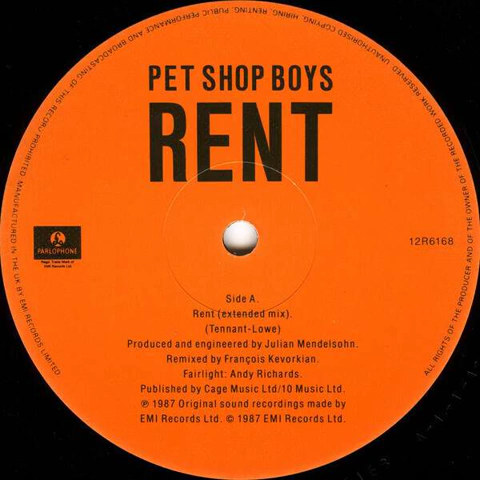 PET SHOP BOYS
RENT
PARLOPHONE
12R6168
Side A.
Rent (extended mix).
(Tennant-Lowe)
Produced and engineered by Julian Mendelsohn.
Remixed by François Kevorkian.
Fairlight: Andy Richards.
Published by Cage Music Ltd/10 Music Ltd.
℗ 1987 Original sound recordings made by
EMI Records Ltd. © 1987 EMI Records Ltd.
ALL RIGHTS OF THE PRODUCER AND OF THE OWNER OF THE RECORDED WORK RESERVED. UNAUTHORISED COPYING, HIRING, RENTING, PUBLIC PERFORMANCE AND BROADCASTING OF THIS RECORD PROHIBITED. MANUFACTURED IN THE UK BY EMI RECORDS LIMITED